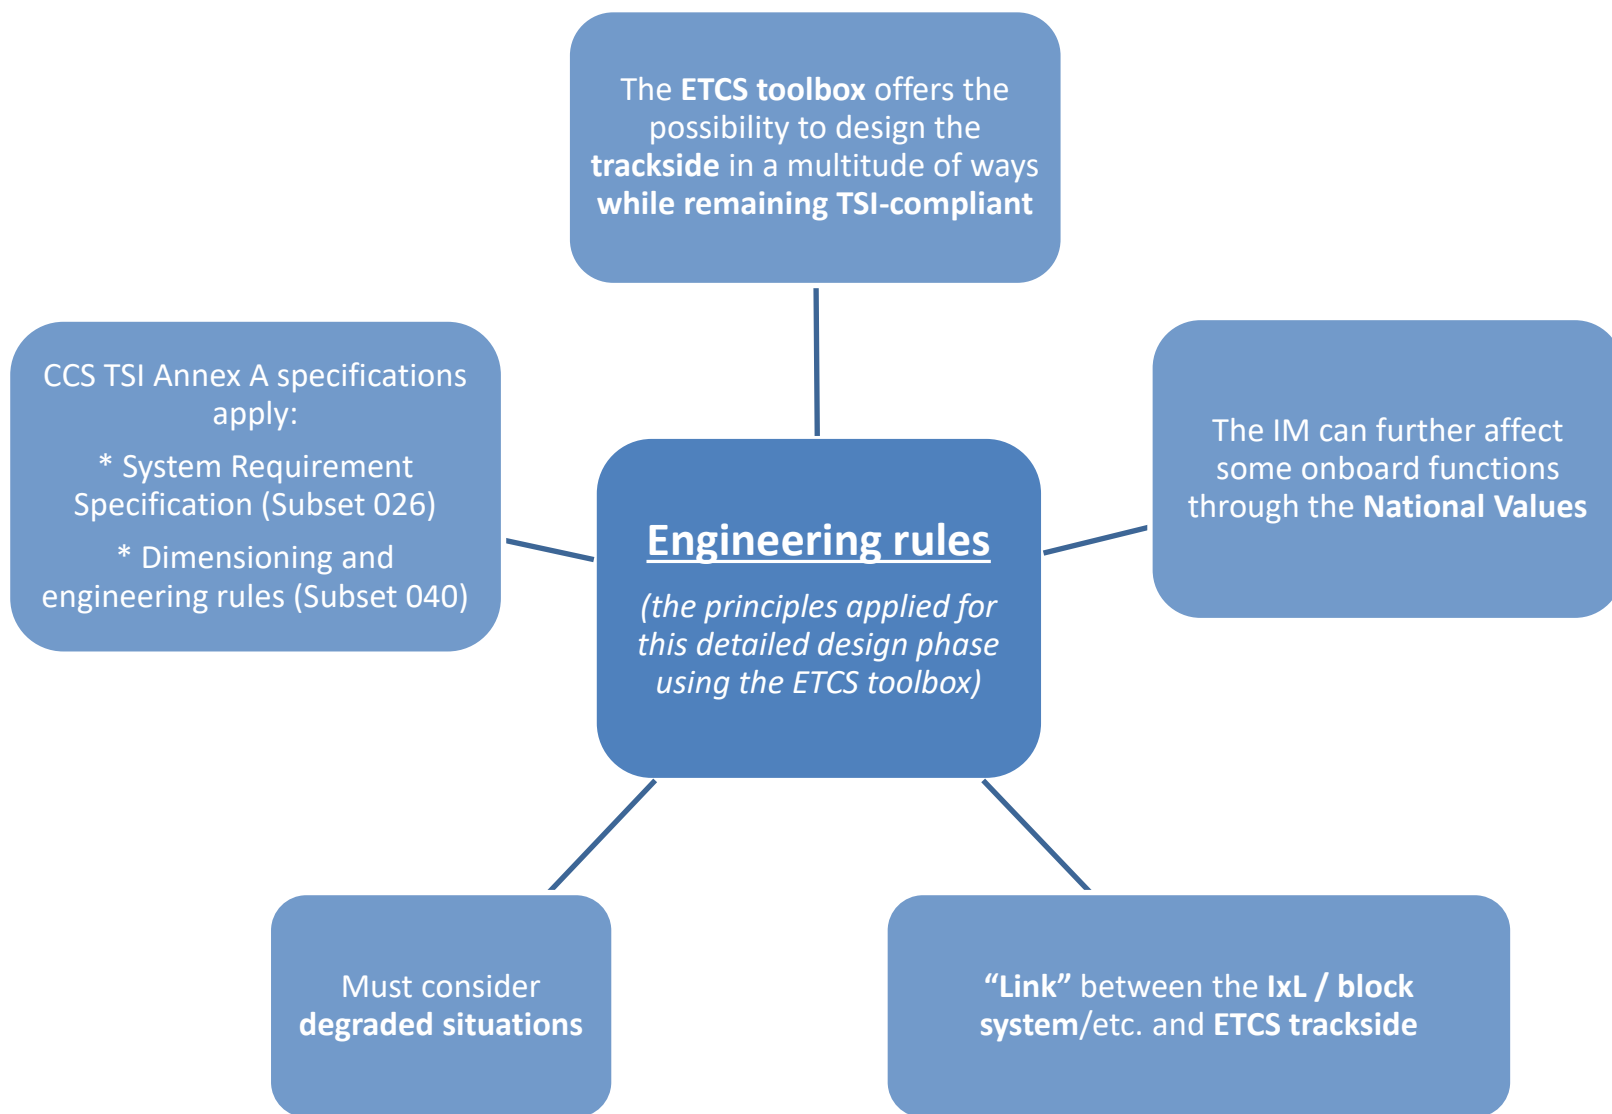 The ETCS toolbox offers the
possibility to design the
trackside in a multitude of ways
while remaining TSI-compliant
CCS TSI Annex A specifications
apply:
* System Requirement
Specification (Subset 026)
* Dimensioning and
engineering rules (Subset 040)
The IM can further affect
some onboard functions
through the National Values
Engineering rules
(the principles applied for
this detailed design phase
using the ETCS toolbox)
Must consider
degraded situations
“Link” between the IxL / block
system/etc. and ETCS trackside